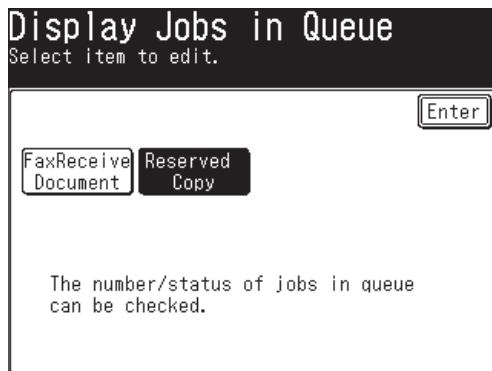 Display Jobs in Queue
Select item to edit.
Enter
FaxReceive
Document
Reserved
Copy
The number/status of jobs in queue
can be checked.